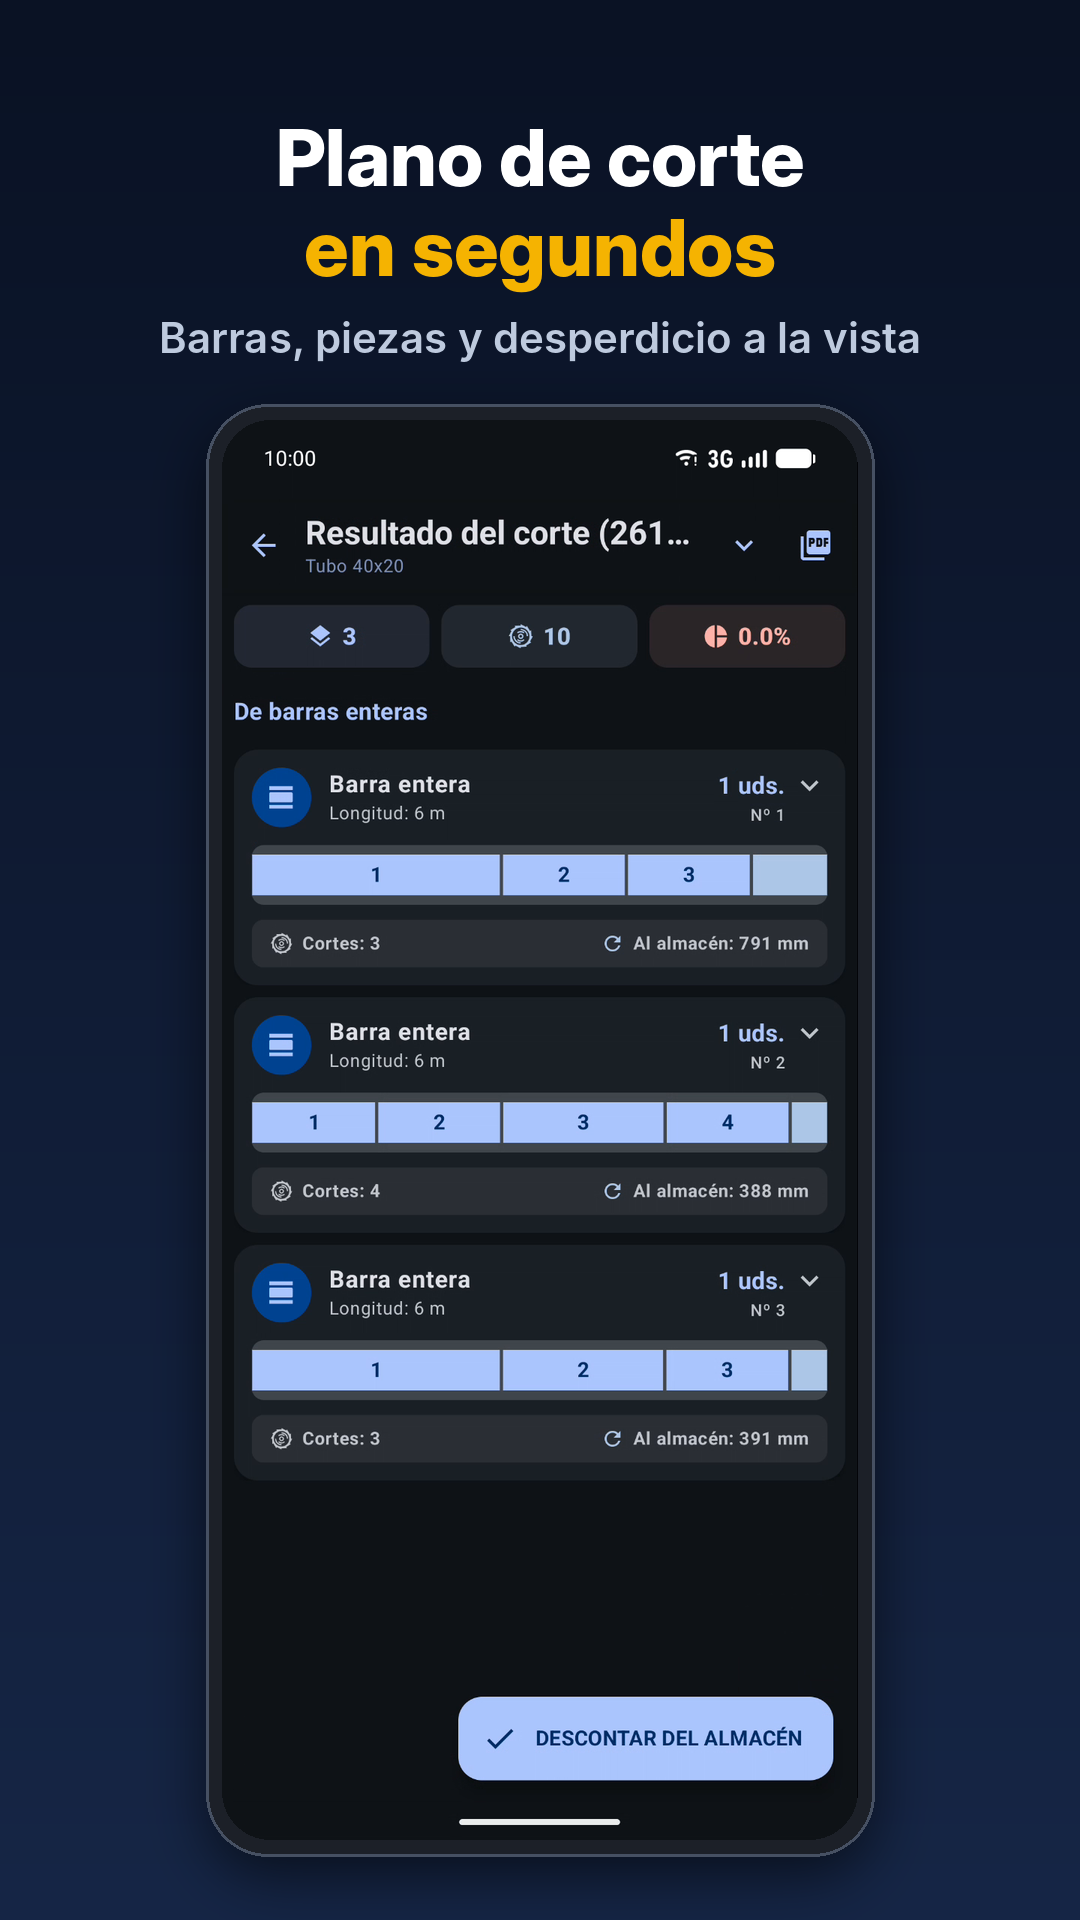 Plano de corte
en segundos
Barras, piezas y desperdicio a la vista
10:00
3G
Resultado del corte (261...
Tubo 40x20
PDF
3
10
0.0%
De barras enteras
Barra entera
1 uds.
Longitud: 6 m
Nº 1
1
2
3
Cortes: 3
Al almacén: 791 mm
Barra entera
1 uds.
Longitud: 6 m
Nº 2
1
2
3
4
Cortes: 4
Al almacén: 388 mm
Barra entera
1 uds.
Longitud: 6 m
Nº 3
1
2
3
Cortes: 3
Al almacén: 391 mm
DESCONTAR DEL ALMACÉN